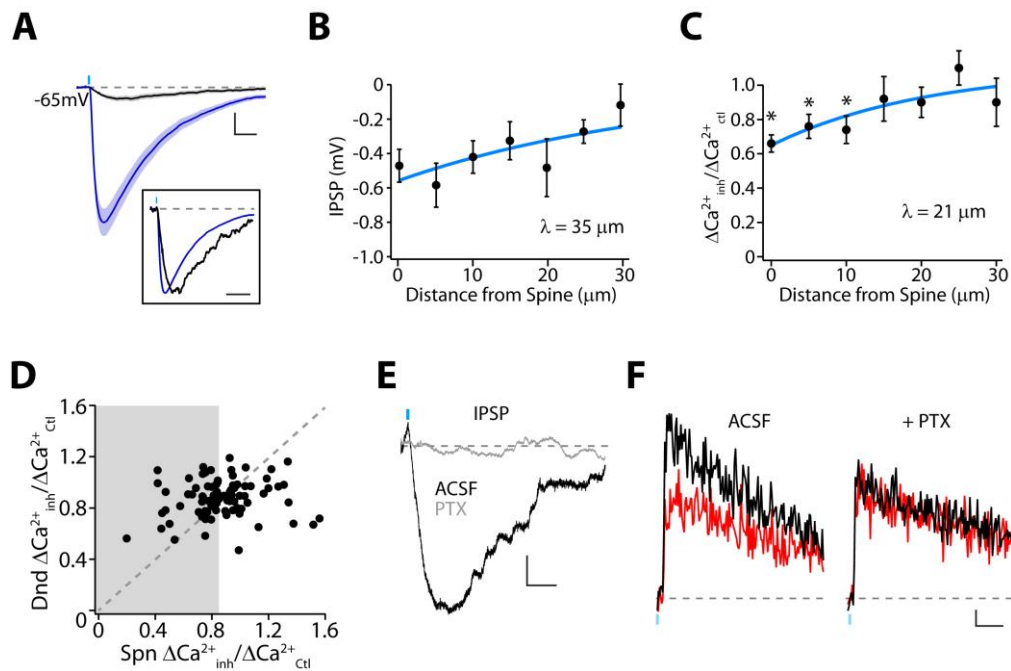 A
-65mV
B
IPSP (mV)
0
-0.2
-0.4
-0.6
-0.8
-1.0
λ = 35 μm
0
10
20
30
Distance from Spine (μm)
C
ΔCa²⁺inh/ΔCa²⁺ctl
1.0
0.8
0.6
0.4
0.2
0
*
*
*
λ = 21 μm
0
10
20
30
Distance from Spine (μm)
D
Dnd ΔCa²⁺inh/ΔCa²⁺Ctl
1.6
1.2
0.8
0.4
0
0
0.4
0.8
1.2
1.6
Spn ΔCa²⁺inh/ΔCa²⁺Ctl
E
IPSP
ACSF
PTX
F
ACSF
+ PTX